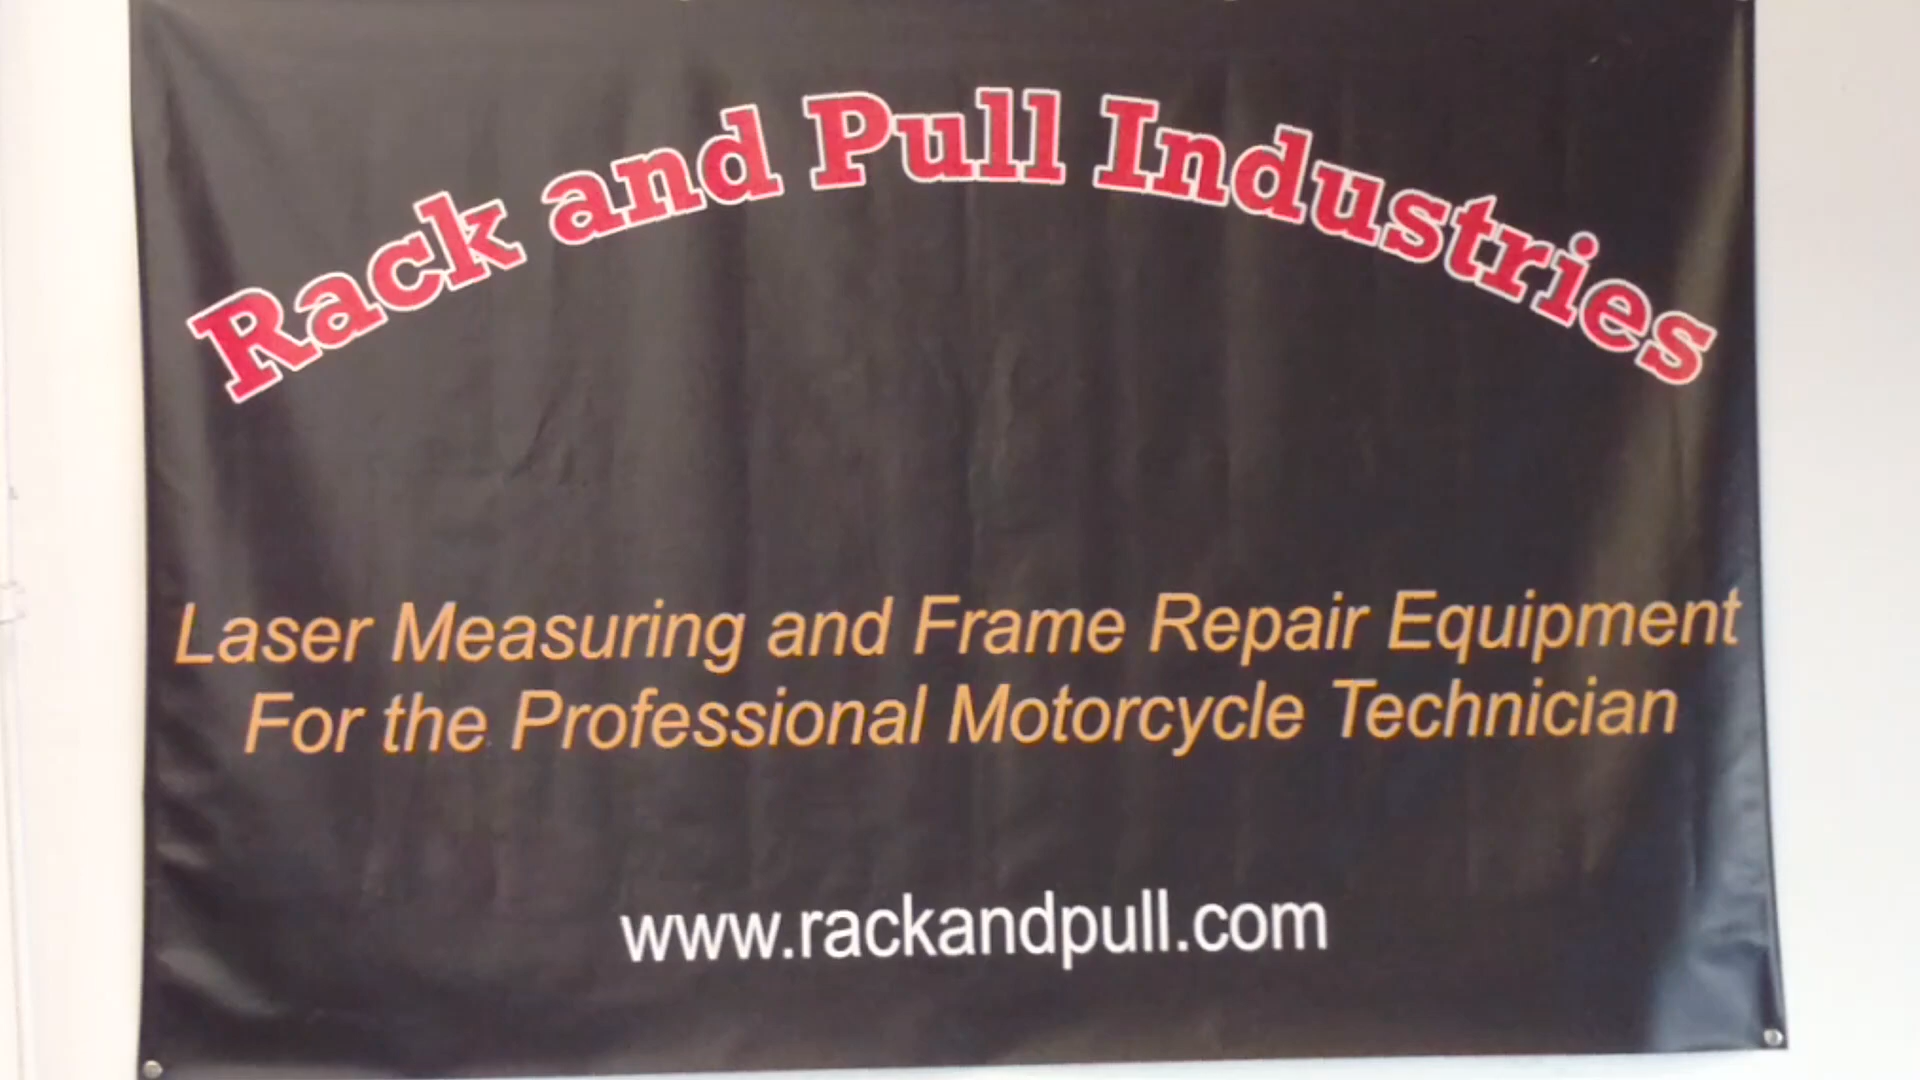 Rack and Pull Industries
Laser Measuring and Frame Repair Equipment
For the Professional Motorcycle Technician
www.rackandpull.com